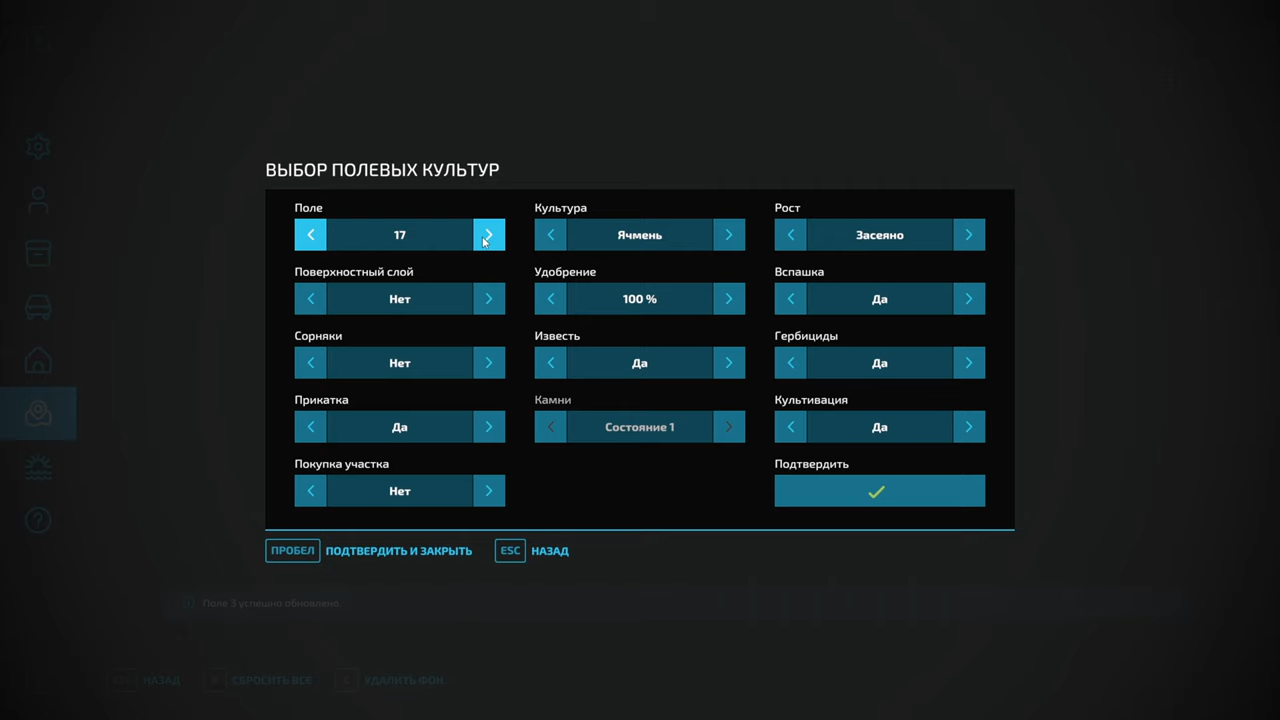 ВЫБОР ПОЛЕВЫХ КУЛЬТУР
Поле
Культура
Рост
17
Ячмень
Засеяно
Поверхностный слой
Удобрение
Вспашка
Нет
100 %
Да
Сорняки
Известь
Гербициды
Нет
Да
Да
Прикатка
Камни
Культивация
Да
Состояние 1
Да
Покупка участка
Подтвердить
Нет
ПРОБЕЛ ПОДТВЕРДИТЬ И ЗАКРЫТЬ ESC НАЗАД
Поле 3 успешно обновлено.
НАЗАД СБРОСИТЬ ВСЕ УДАЛИТЬ ФОН